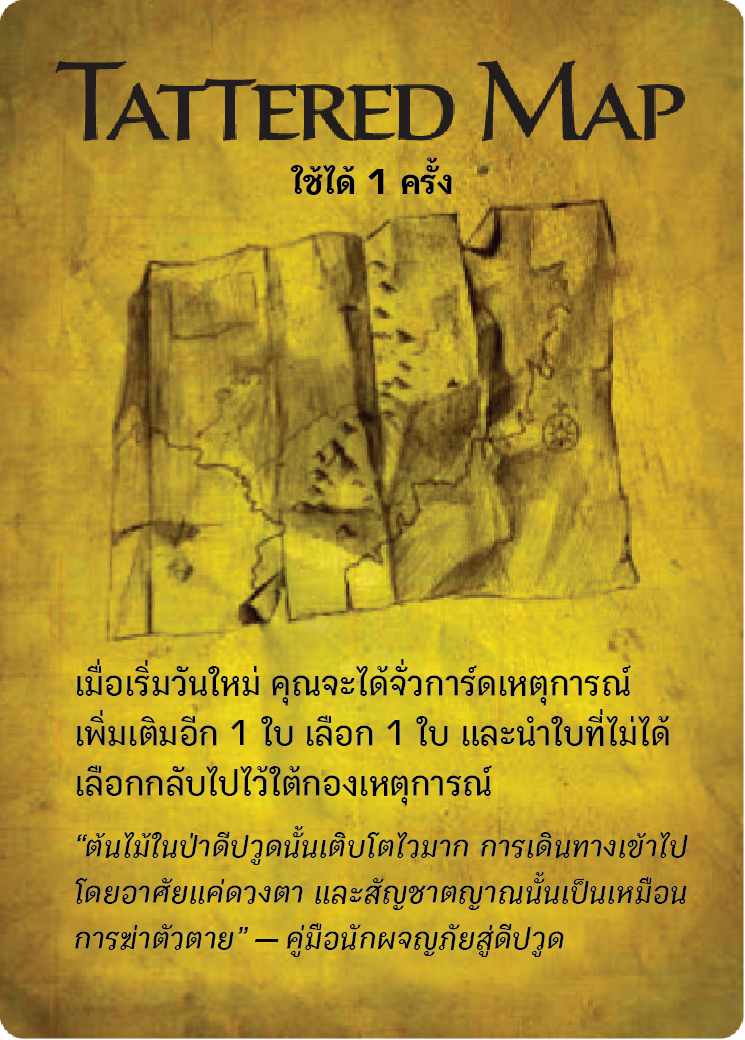 TATTERED MAP
ใช้ได้ 1 ครั้ง
เมื่อเริ่มวันใหม่ คุณจะได้จั่วการ์ดเหตุการณ์
เพิ่มเติมอีก 1 ใบ เลือก 1 ใบ และนำใบที่ไม่ได้
เลือกกลับไปไว้ใต้กองเหตุการณ์
“ต้นไม้ในป่าดีปวูดนั้นเติบโตไวมาก การเดินทางเข้าไป
โดยอาศัยแค่ดวงตา และสัญชาตญาณนั้นเป็นเหมือน
การฆ่าตัวตาย” — คู่มือนักผจญภัยสู่ดีปวูด